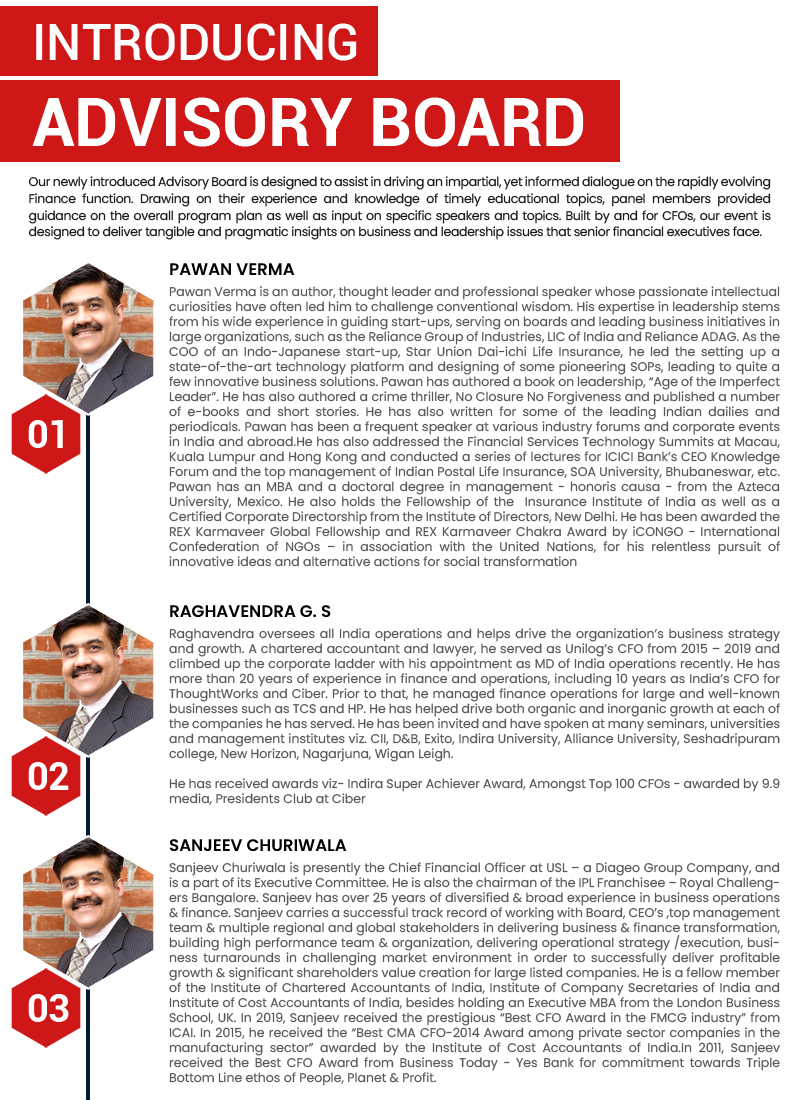 INTRODUCING
ADVISORY BOARD
Our newly introduced Advisory Board is designed to assist in driving an impartial, yet informed dialogue on the rapidly evolving
Finance function. Drawing on their experience and knowledge of timely educational topics, panel members provided
guidance on the overall program plan as well as input on specific speakers and topics. Built by and for CFOs, our event is
designed to deliver tangible and pragmatic insights on business and leadership issues that senior financial executives face.
PAWAN VERMA
Pawan Verma is an author, thought leader and professional speaker whose passionate intellectual
curiosities have often led him to challenge conventional wisdom. His expertise in leadership stems
from his wide experience in guiding start-ups, serving on boards and leading business initiatives in
large organizations, such as the Reliance Group of Industries, LIC of India and Reliance ADAG. As the
COO of an Indo-Japanese start-up, Star Union Dai-ichi Life Insurance, he led the setting up a
state-of-the-art technology platform and designing of some pioneering SOPs, leading to quite a
few innovative business solutions. Pawan has authored a book on leadership, “Age of the Imperfect
Leader”. He has also authored a crime thriller, No Closure No Forgiveness and published a number
of e-books and short stories. He has also written for some of the leading Indian dailies and
periodicals. Pawan has been a frequent speaker at various industry forums and corporate events
in India and abroad.He has also addressed the Financial Services Technology Summits at Macau,
Kuala Lumpur and Hong Kong and conducted a series of lectures for ICICI Bank’s CEO Knowledge
Forum and the top management of Indian Postal Life Insurance, SOA University, Bhubaneswar, etc.
Pawan has an MBA and a doctoral degree in management - honoris causa - from the Azteca
University, Mexico. He also holds the Fellowship of the  Insurance Institute of India as well as a
Certified Corporate Directorship from the Institute of Directors, New Delhi. He has been awarded the
REX Karmaveer Global Fellowship and REX Karmaveer Chakra Award by iCONGO - International
Confederation of NGOs – in association with the United Nations, for his relentless pursuit of
innovative ideas and alternative actions for social transformation
01
RAGHAVENDRA G. S
Raghavendra oversees all India operations and helps drive the organization’s business strategy
and growth. A chartered accountant and lawyer, he served as Unilog’s CFO from 2015 – 2019 and
climbed up the corporate ladder with his appointment as MD of India operations recently. He has
more than 20 years of experience in finance and operations, including 10 years as India’s CFO for
ThoughtWorks and Ciber. Prior to that, he managed finance operations for large and well-known
businesses such as TCS and HP. He has helped drive both organic and inorganic growth at each of
the companies he has served. He has been invited and have spoken at many seminars, universities
and management institutes viz. CII, D&B, Exito, Indira University, Alliance University, Seshadripuram
college, New Horizon, Nagarjuna, Wigan Leigh.
He has received awards viz- Indira Super Achiever Award, Amongst Top 100 CFOs - awarded by 9.9
media, Presidents Club at Ciber
02
SANJEEV CHURIWALA
Sanjeev Churiwala is presently the Chief Financial Officer at USL – a Diageo Group Company, and
is a part of its Executive Committee. He is also the chairman of the IPL Franchisee – Royal Challeng-
ers Bangalore. Sanjeev has over 25 years of diversified & broad experience in business operations
& finance. Sanjeev carries a successful track record of working with Board, CEO’s ,top management
team & multiple regional and global stakeholders in delivering business & finance transformation,
building high performance team & organization, delivering operational strategy /execution, busi-
ness turnarounds in challenging market environment in order to successfully deliver profitable
growth & significant shareholders value creation for large listed companies. He is a fellow member
of the Institute of Chartered Accountants of India, Institute of Company Secretaries of India and
Institute of Cost Accountants of India, besides holding an Executive MBA from the London Business
School, UK. In 2019, Sanjeev received the prestigious “Best CFO Award in the FMCG industry” from
ICAI. In 2015, he received the “Best CMA CFO-2014 Award among private sector companies in the
manufacturing sector” awarded by the Institute of Cost Accountants of India.In 2011, Sanjeev
received the Best CFO Award from Business Today - Yes Bank for commitment towards Triple
Bottom Line ethos of People, Planet & Profit.
03